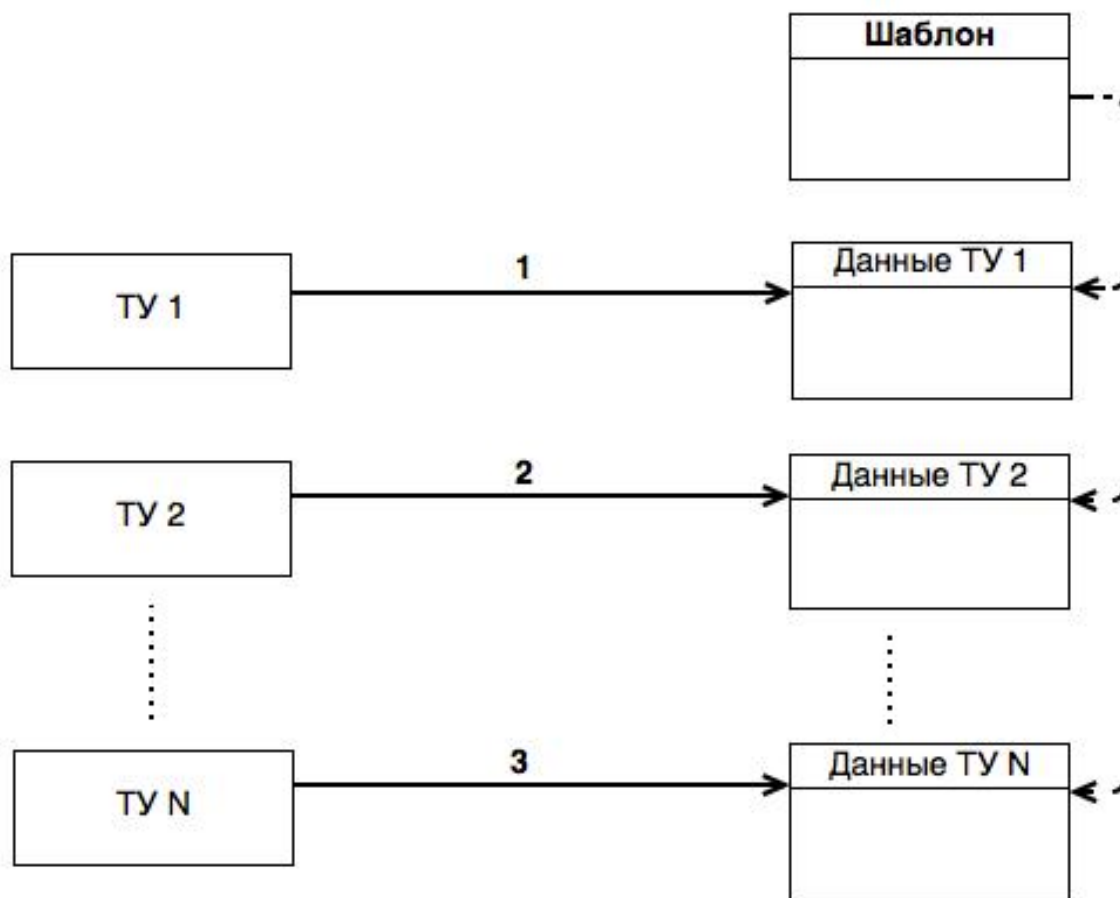 Шаблон
1
Данные ТУ 1
ТУ 1
2
Данные ТУ 2
ТУ 2
3
Данные ТУ N
ТУ N